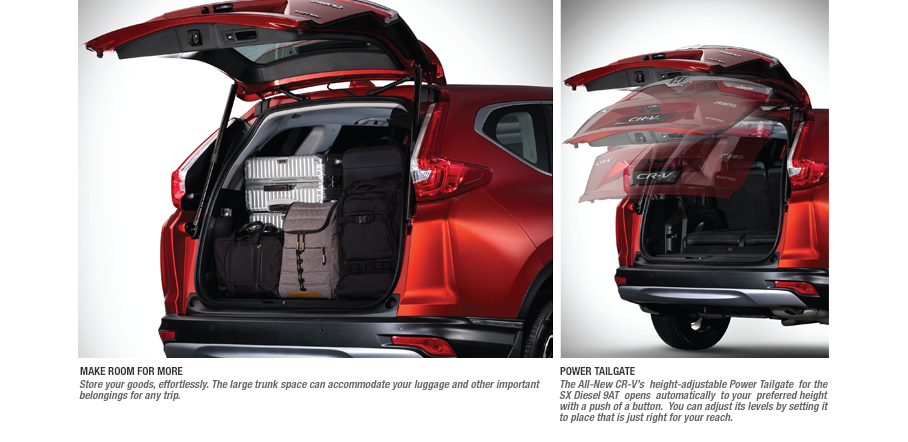 CR-V
CR-V
MAKE ROOM FOR MORE
Store your goods, effortlessly. The large trunk space can accommodate your luggage and other important
belongings for any trip.
POWER TAILGATE
The All-New CR-V's height-adjustable Power Tailgate for the
SX Diesel 9AT opens automatically to your preferred height
with a push of a button. You can adjust its levels by setting it
to place that is just right for your reach.